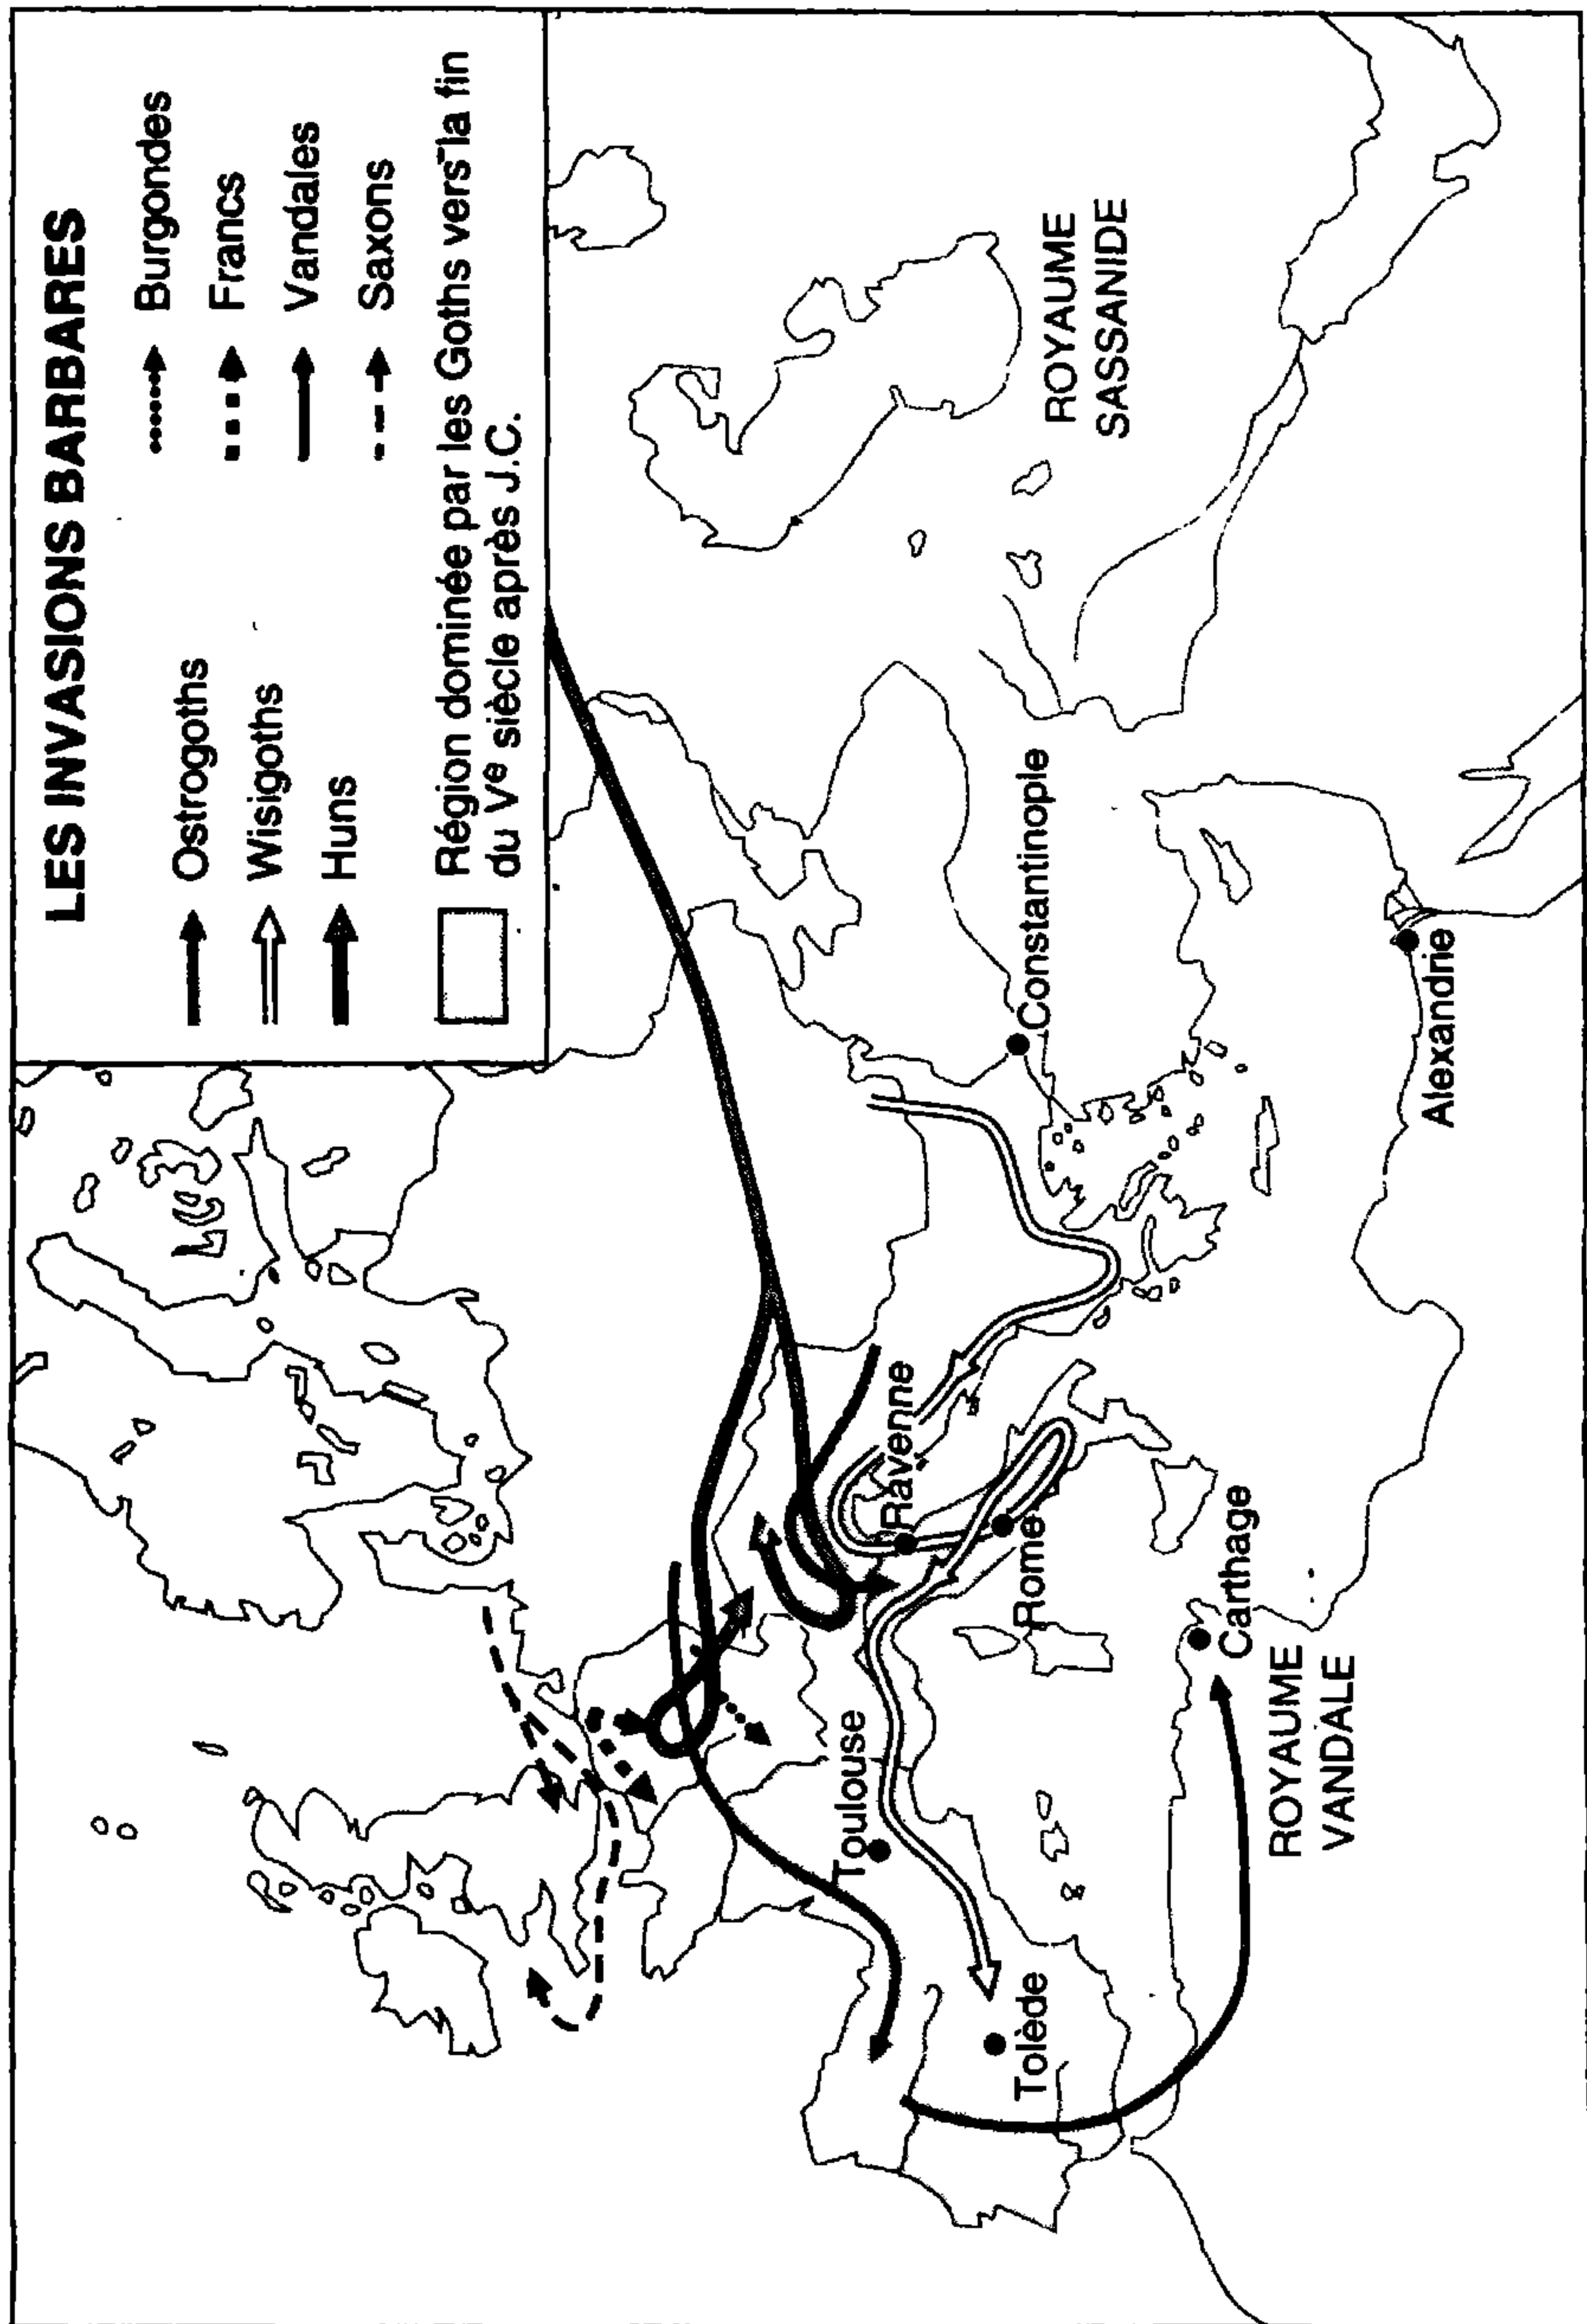 LES INVASIONS BARBARES
Ostrogoths
Wisigoths
Huns
Burgondes
Francs
Vandales
Saxons
Région dominée par les Goths vers la fin
du Ve siècle après J.C.
ROYAUME
SASSANIDE
Constantinople
Alexandrie
Ravenne
Rome
Carthage
ROYAUME
VANDALE
Toulouse
Tolède